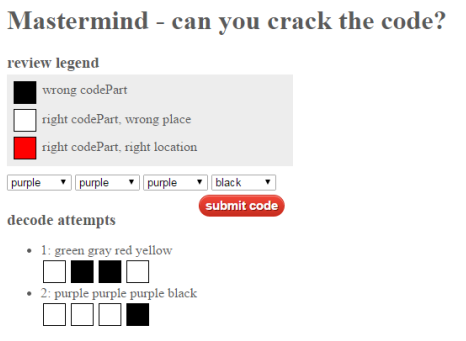 Mastermind - can you crack the code?
review legend
wrong codePart
right codePart, wrong place
right codePart, right location
purple purple purple black
submit code
decode attempts
1: green gray red yellow
2: purple purple purple black